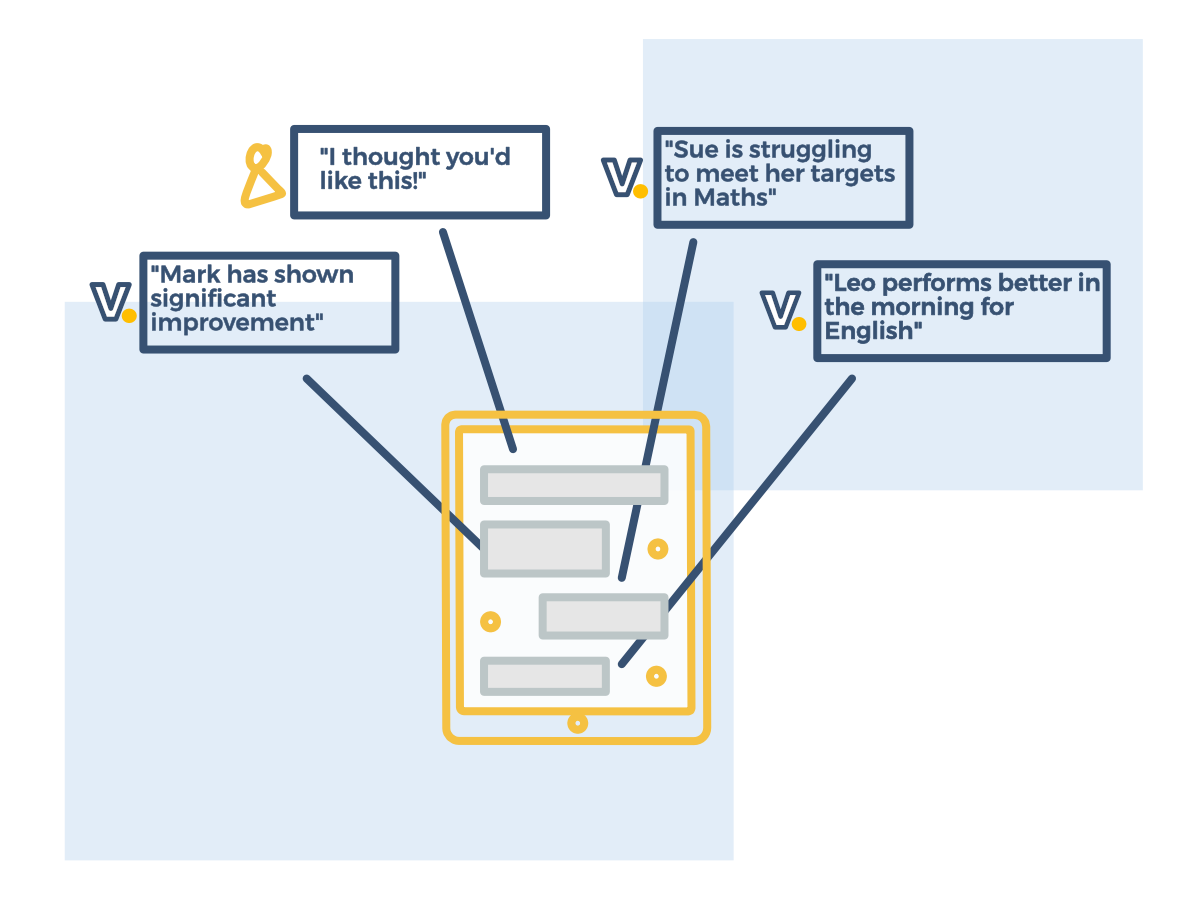 "I thought you'd
like this!"
V.
"Sue is struggling
to meet her targets
in Maths"
V.
"Mark has shown
significant
improvement"
V.
"Leo performs better in
the morning for
English"